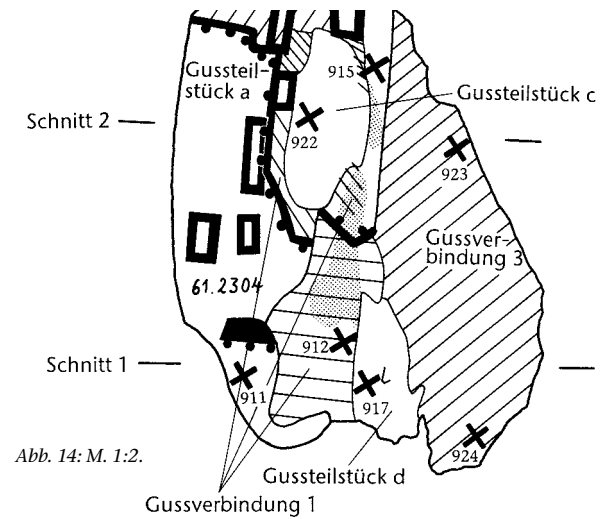 915
Gussteil-
stück a
Gussteilstück c
Schnitt 2
922
923
Gussver-
bindung 3
61.2304
912
Schnitt 1
911
917
Abb. 14: M. 1:2.
924
Gussteilstück d
Gussverbindung 1